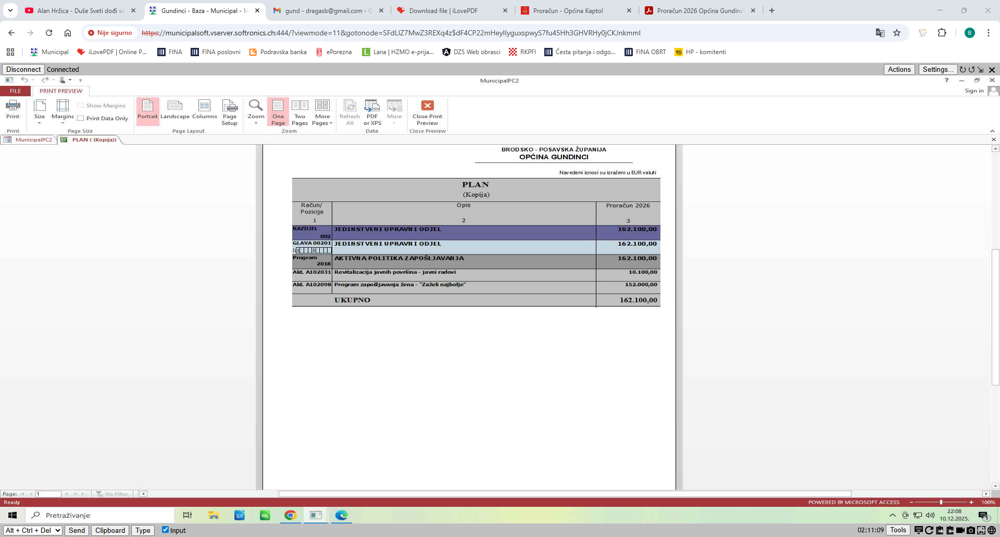 Alan Hržica - Duše Sveti dođi sa
Gundinci - Baza - Municipal - M
gund - dragasb@gmail.com - G
Download file | iLovePDF
Proračun - Općina Kaptol
Proračun 2026 Općina Gundinc
Nije sigurno
https://municipalsoft.vserver.softronics.ch:444/?viewmode=11&gotonode=SFdLIZ7MwZ3REXq4z$dF4CP22mHeyIlyguxspwyS7fu45Hh3GHVRHy0jCKJnkmml
B
Municipal
iLovePDF | Online P...
FINA
FINA poslovni
Podravska banka
ePorezna
Lana | HZMO e-prija...
DZS Web obrasci
RKPFI
Česta pitanja i odgo...
FINA OBRT
HP - komitenti
Disconnect
Connected
Actions
Settings...
MunicipalPC2
FILE
PRINT PREVIEW
Sign in
Print
Size
Margins
Show Margins
Print Data Only
Portrait
Landscape
Columns
Page Setup
Zoom
One Page
Two Pages
More Pages
Refresh All
PDF or XPS
More
Close Print Preview
Print
Page Size
Page Layout
Zoom
Data
Close Preview
MunicipalPC2
PLAN ( (Kopija))
BRODSKO - POSAVSKA ŽUPANIJA
OPĆINA GUNDINCI
Navedeni iznosi su izraženi u EUR valuti
PLAN
(Kopija)
Račun/ Pozicija
Opis
Proračun 2026
1
2
3
RAZDJEL 002
JEDINSTVENI UPRAVNI ODJEL
162.100,00
GLAVA 00201
JEDINSTVENI UPRAVNI ODJEL
162.100,00
1 5
Program 2018
AKTIVNA POLITIKA ZAPOŠLJAVANJA
162.100,00
Akt. A102031
Revitalizacija javnih površina - javni radovi
10.100,00
Akt. A102098
Program zapošljavanja žena - "Zaželi najbolje"
152.000,00
UKUPNO
162.100,00
Page:
1
No Filter
Ready
POWERED BY MICROSOFT ACCESS
100%
Pretraživanje
22:08
10.12.2025.
1
Alt + Ctrl + Del
Send
Clipboard
Type
Input
02:11:09
Tools